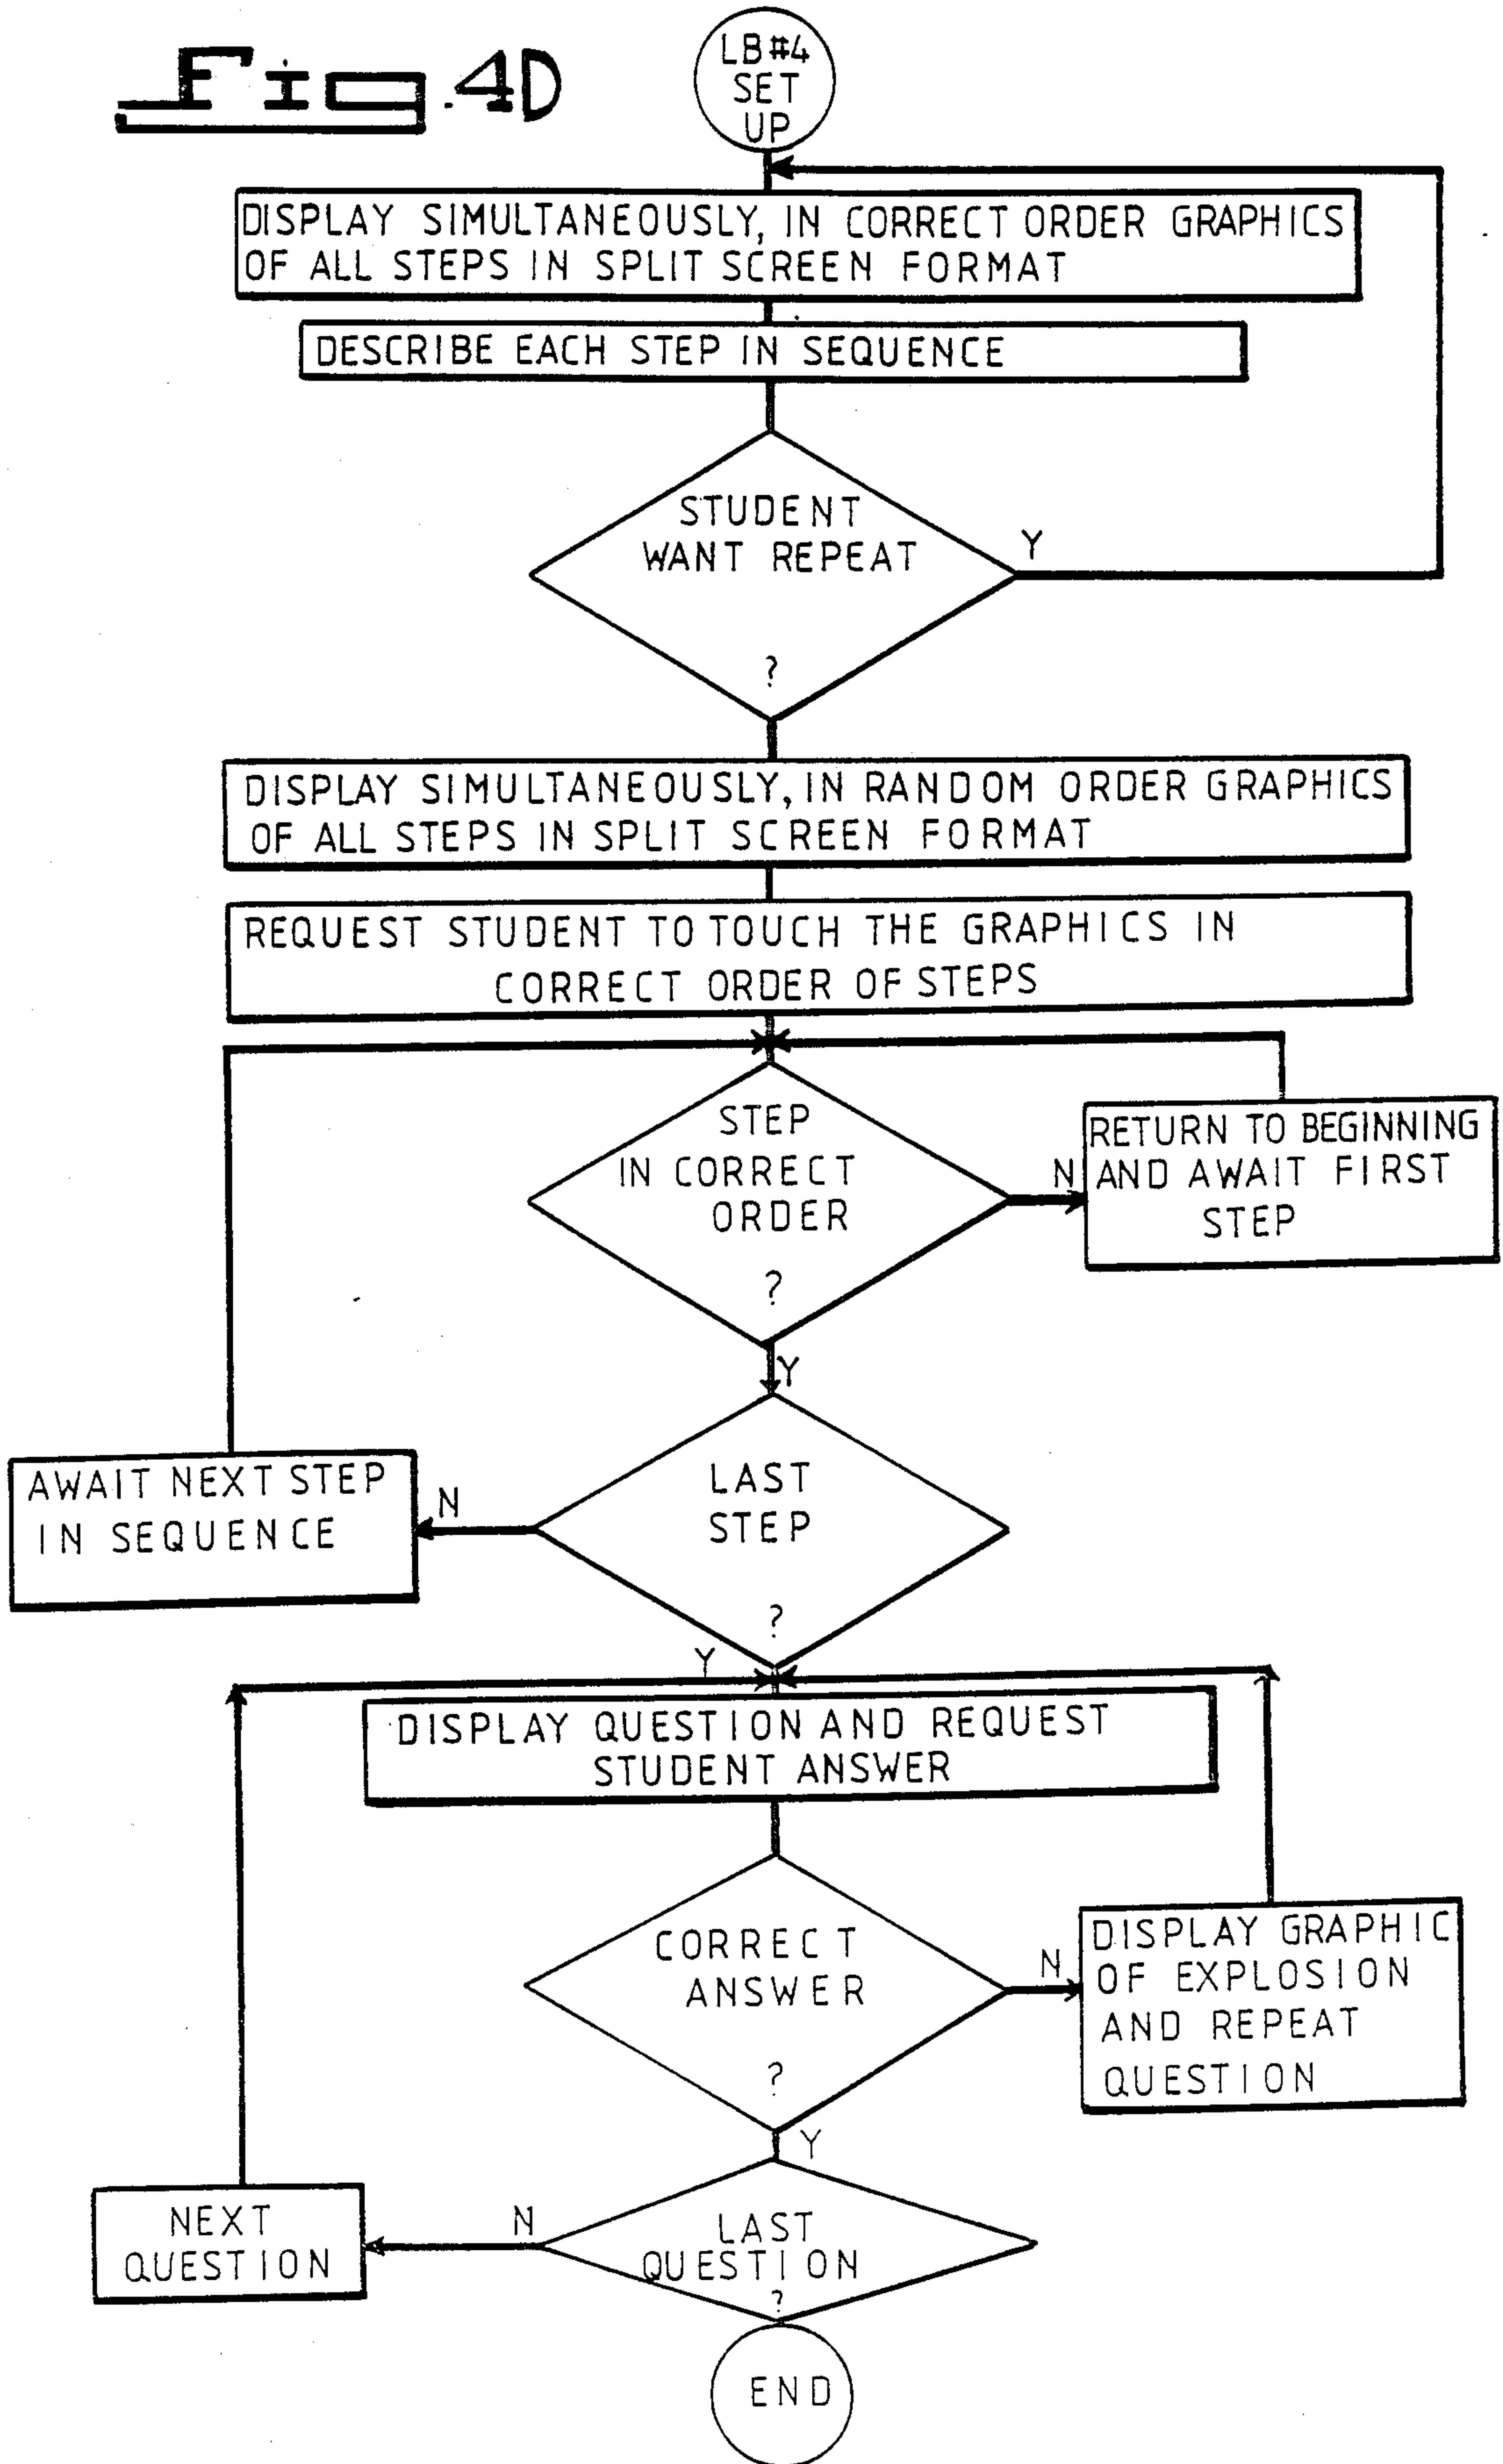 Fig. 4D
LB#4
SET
UP
DISPLAY SIMULTANEOUSLY, IN CORRECT ORDER GRAPHICS
OF ALL STEPS IN SPLIT SCREEN FORMAT
DESCRIBE EACH STEP IN SEQUENCE
STUDENT
WANT REPEAT
?
Y
DISPLAY SIMULTANEOUSLY, IN RANDOM ORDER GRAPHICS
OF ALL STEPS IN SPLIT SCREEN FORMAT
REQUEST STUDENT TO TOUCH THE GRAPHICS IN
CORRECT ORDER OF STEPS
STEP
IN CORRECT
ORDER
?
N
RETURN TO BEGINNING
AND AWAIT FIRST
STEP
Y
LAST
STEP
?
N
AWAIT NEXT STEP
IN SEQUENCE
Y
DISPLAY QUESTION AND REQUEST
STUDENT ANSWER
CORRECT
ANSWER
?
N
DISPLAY GRAPHIC
OF EXPLOSION
AND REPEAT
QUESTION
Y
LAST
QUESTION
?
N
NEXT
QUESTION
END